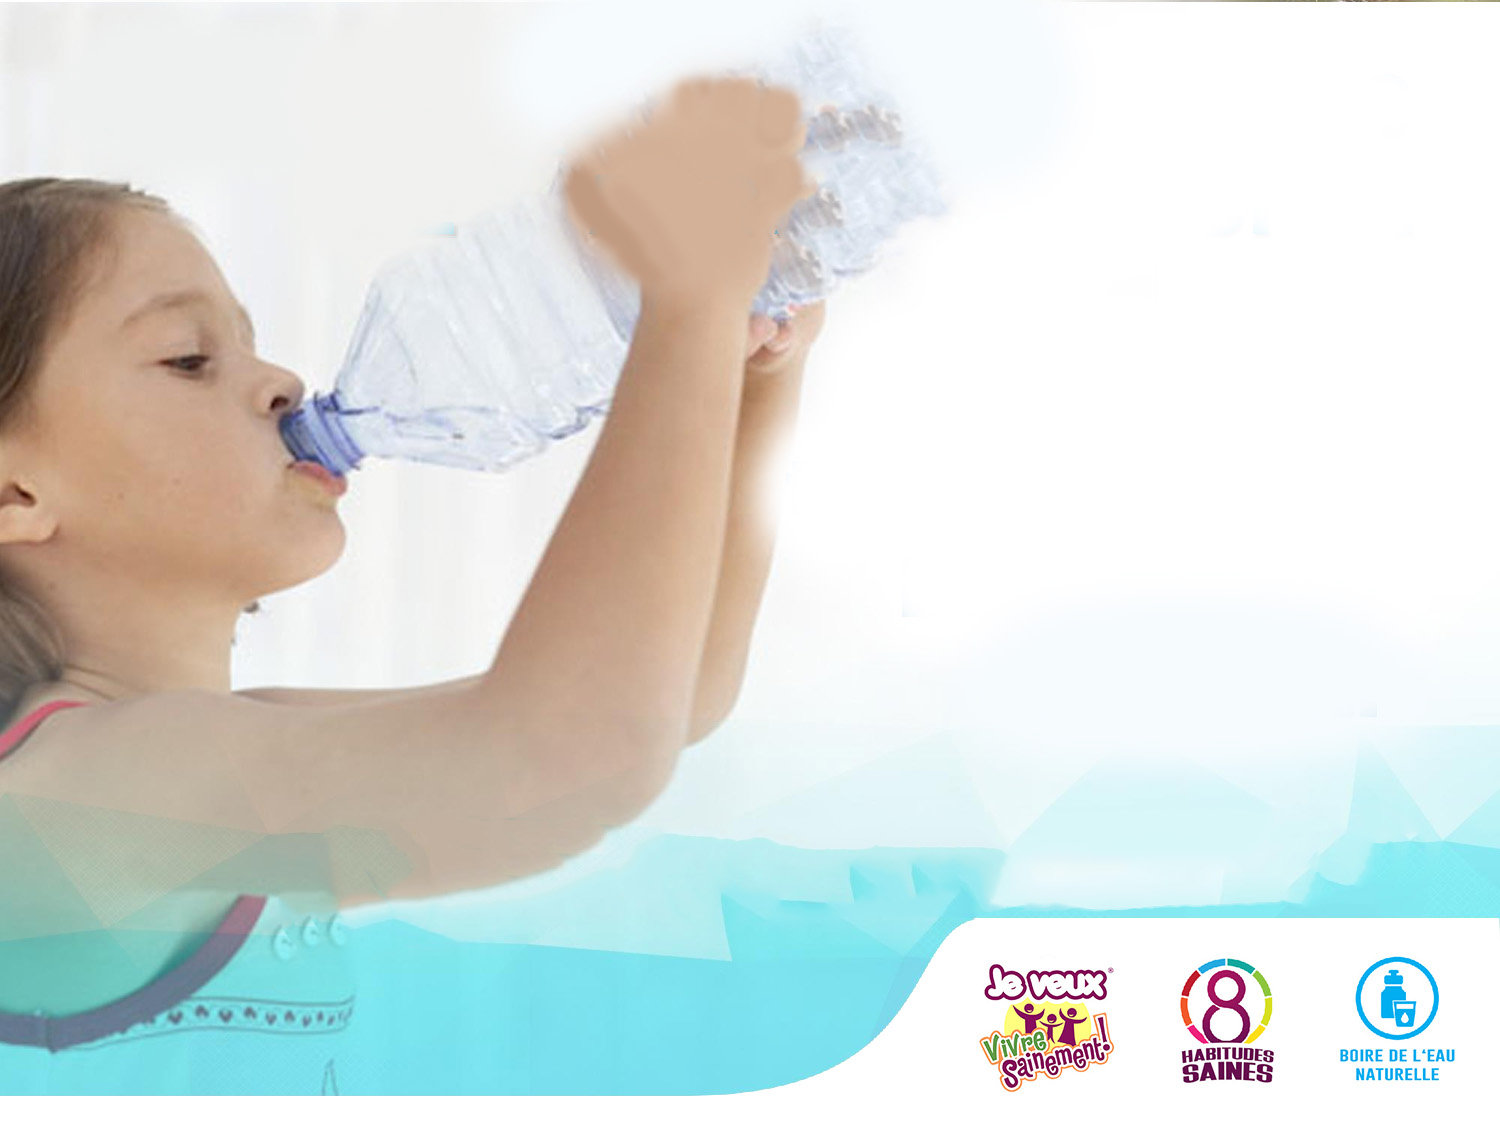 Je veux®
Vivre
Sainement!
8
HABITUDES
SAINES
BOIRE DE L'EAU
NATURELLE